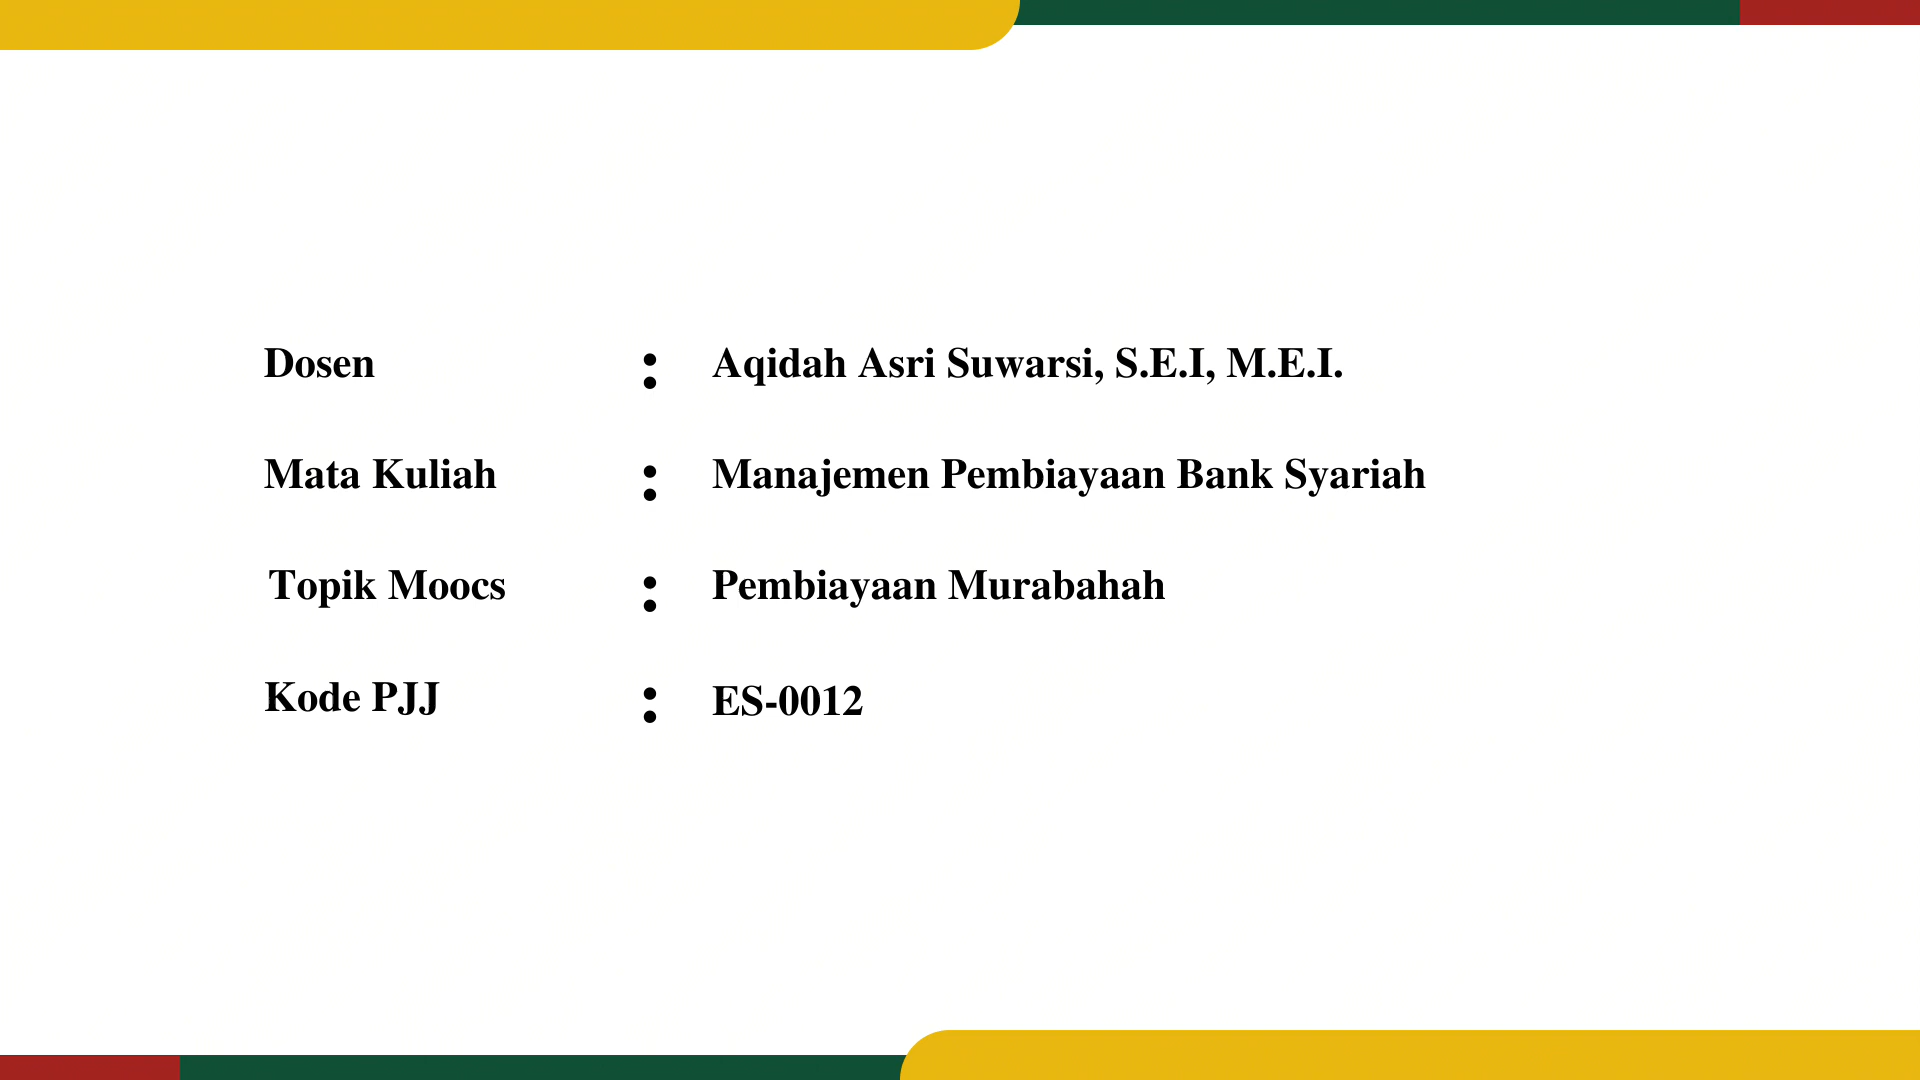 Dosen : Aqidah Asri Suwarsi, S.E.I, M.E.I.
Mata Kuliah : Manajemen Pembiayaan Bank Syariah
Topik Moocs : Pembiayaan Murabahah
Kode PJJ : ES-0012